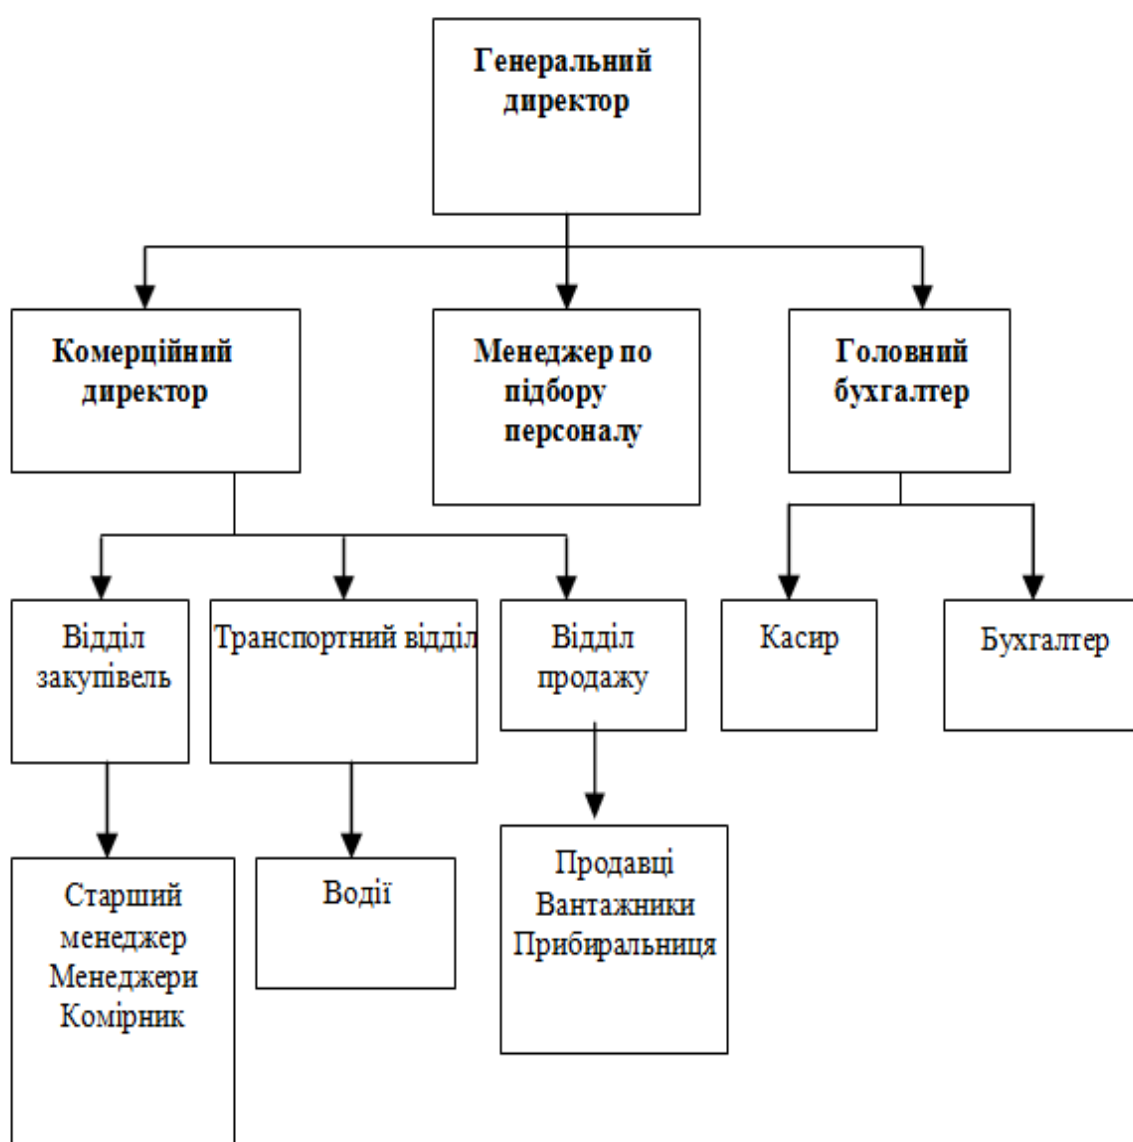 Генеральний
директор
Комерційний
директор
Менеджер по
підбору
персоналу
Головний
бухгалтер
Відділ
закупівель
Транспортний відділ
Відділ
продажу
Касир
Бухгалтер
Старший
менеджер
Менеджери
Комірник
Водії
Продавці
Вантажники
Прибиральниця